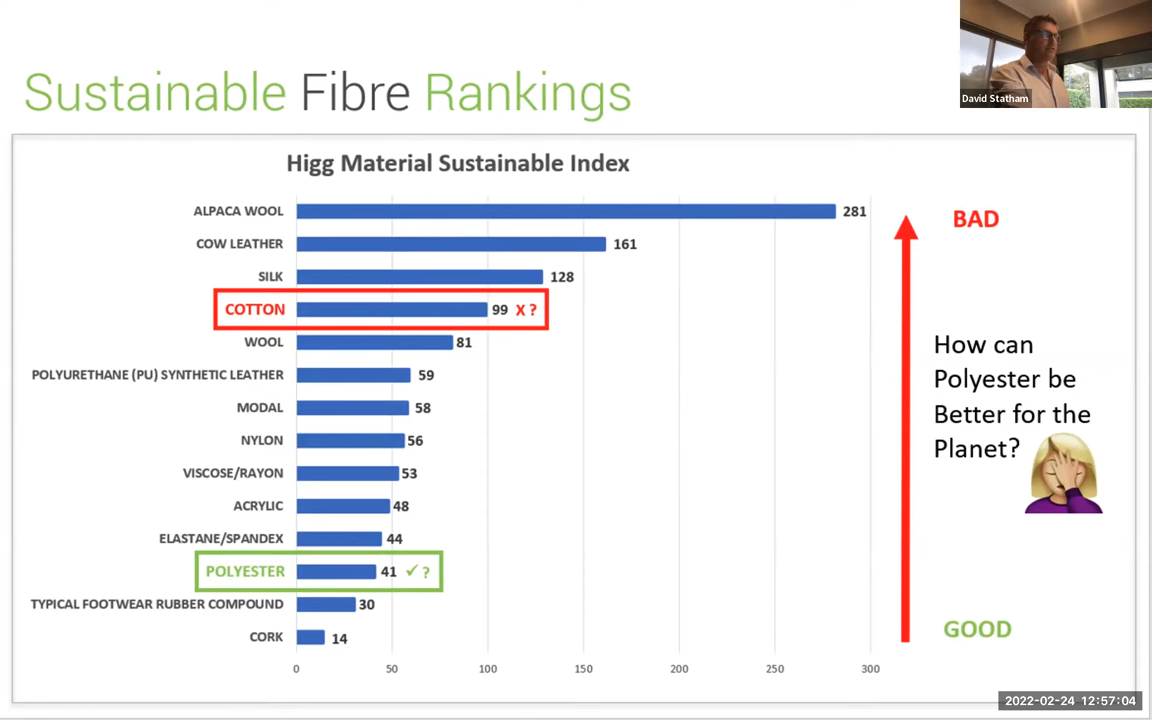 David Statham
Sustainable Fibre Rankings
Higg Material Sustainable Index
ALPACA WOOL 281
COW LEATHER 161
SILK 128
COTTON 99 X ?
WOOL 81
POLYURETHANE (PU) SYNTHETIC LEATHER 59
MODAL 58
NYLON 56
VISCOSE/RAYON 53
ACRYLIC 48
ELASTANE/SPANDEX 44
POLYESTER 41 ✓ ?
TYPICAL FOOTWEAR RUBBER COMPOUND 30
CORK 14
0 50 100 150 200 250 300
BAD
How can
Polyester be
Better for the
Planet?
GOOD
2022-02-24 12:57:04